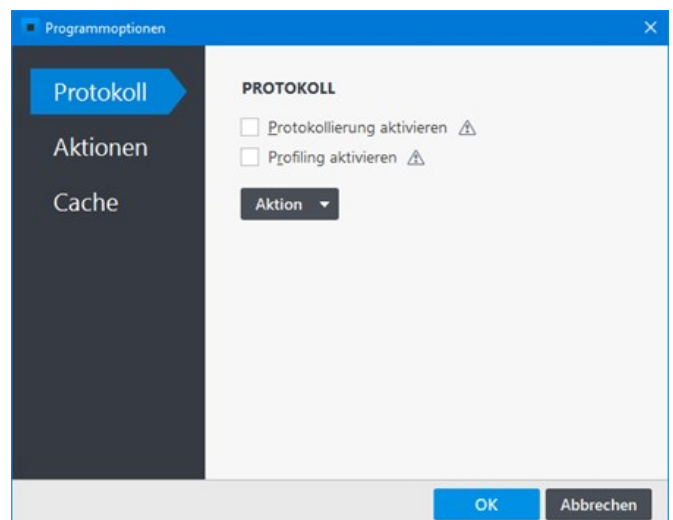 Programmoptionen
Protokoll
Aktionen
Cache
PROTOKOLL
Protokollierung aktivieren
Profiling aktivieren
Aktion
OK
Abbrechen